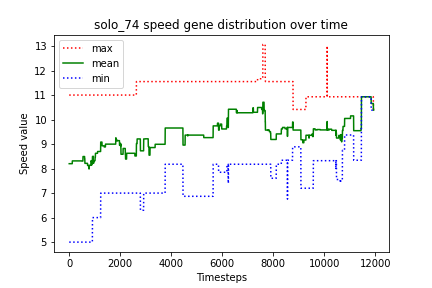 solo_74 speed gene distribution over time
max
mean
min
Speed value
13
12
11
10
9
8
7
6
5
0
2000
4000
6000
8000
10000
12000
Timesteps